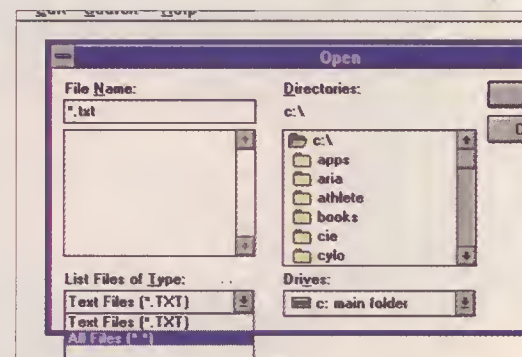 Open
File Name:
*.txt
Directories:
c:\
c:\
apps
aria
athlete
books
cie
cylo
List Files of Type:
Text Files (*.TXT)
Text Files (*.TXT)
All Files (*.*)
Drives:
c: main folder